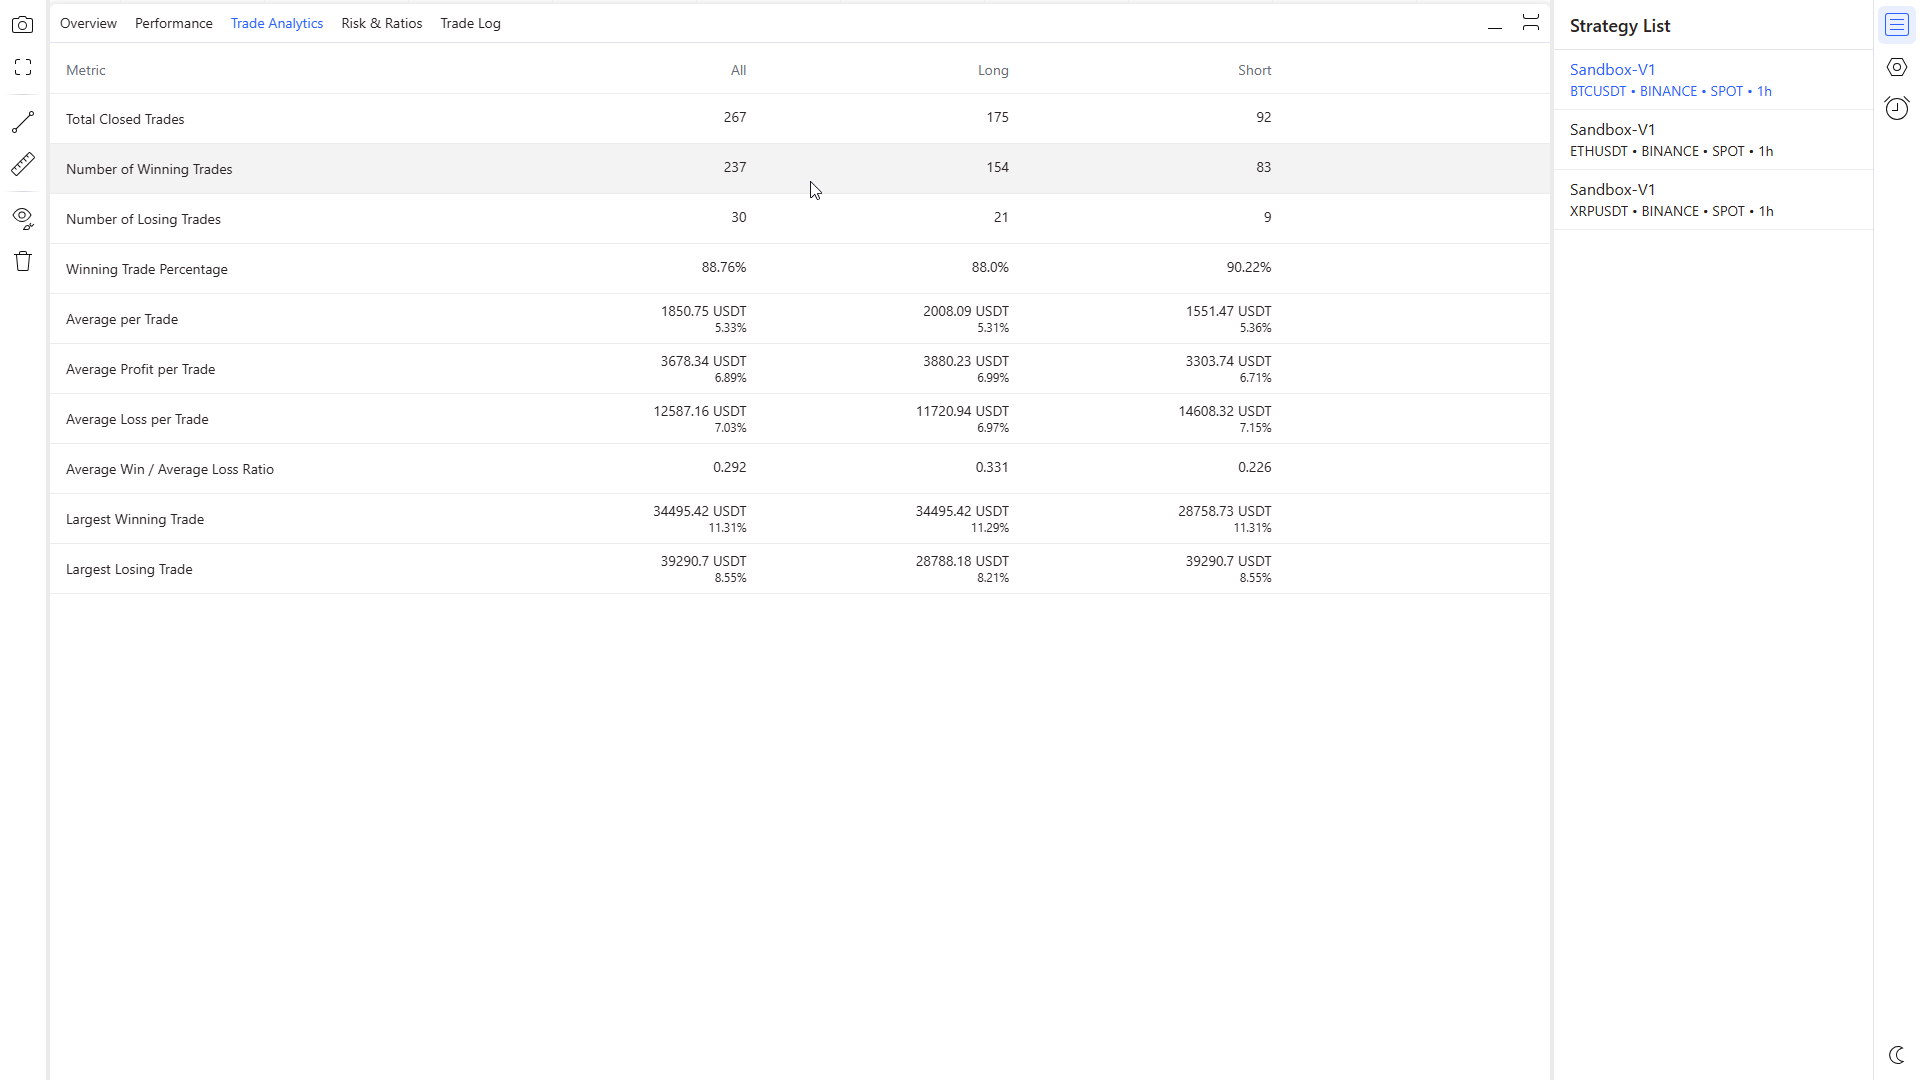 Overview Performance Trade Analytics Risk & Ratios Trade Log
Metric All Long Short
Total Closed Trades 267 175 92
Number of Winning Trades 237 154 83
Number of Losing Trades 30 21 9
Winning Trade Percentage 88.76% 88.0% 90.22%
Average per Trade 1850.75 USDT 2008.09 USDT 1551.47 USDT
5.33% 5.31% 5.36%
Average Profit per Trade 3678.34 USDT 3880.23 USDT 3303.74 USDT
6.89% 6.99% 6.71%
Average Loss per Trade 12587.16 USDT 11720.94 USDT 14608.32 USDT
7.03% 6.97% 7.15%
Average Win / Average Loss Ratio 0.292 0.331 0.226
Largest Winning Trade 34495.42 USDT 34495.42 USDT 28758.73 USDT
11.31% 11.29% 11.31%
Largest Losing Trade 39290.7 USDT 28788.18 USDT 39290.7 USDT
8.55% 8.21% 8.55%
Strategy List
Sandbox-V1
BTCUSDT • BINANCE • SPOT • 1h
Sandbox-V1
ETHUSDT • BINANCE • SPOT • 1h
Sandbox-V1
XRPUSDT • BINANCE • SPOT • 1h